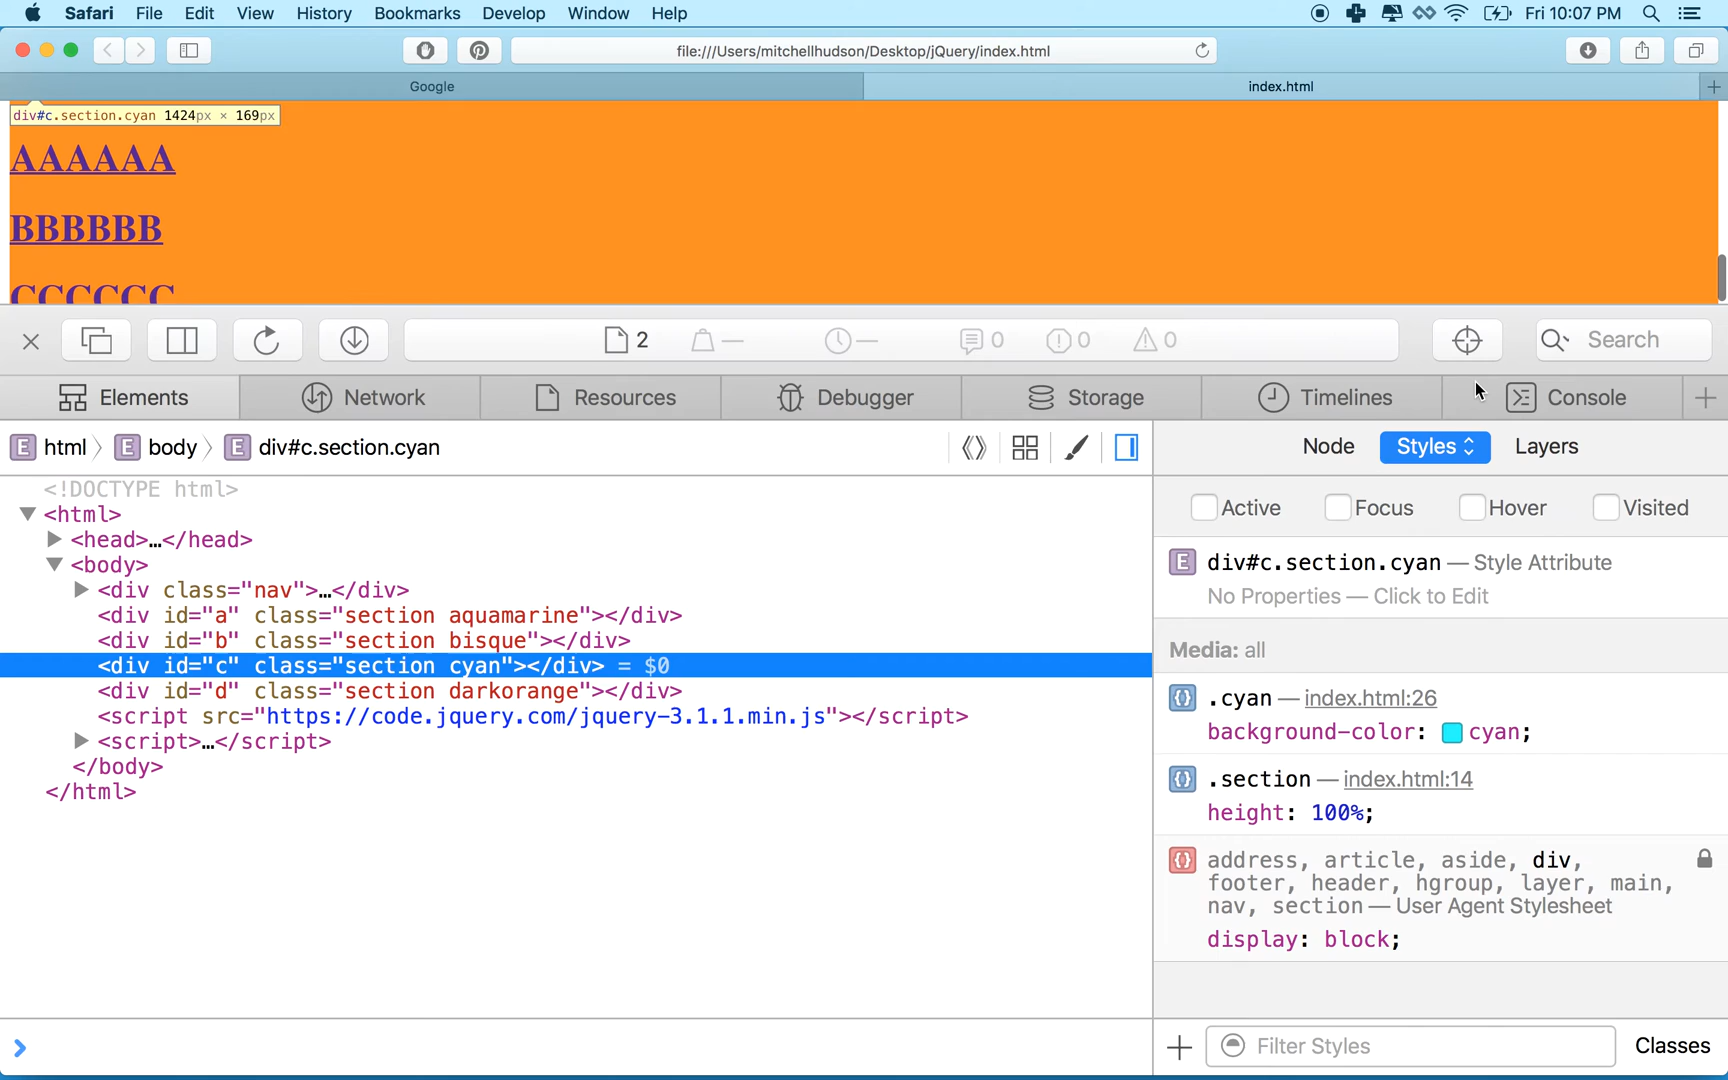 Safari File Edit View History Bookmarks Develop Window Help Fri 10:07 PM
file:///Users/mitchellhudson/Desktop/jQuery/index.html
Google index.html
div#c.section.cyan 1424px × 169px
AAAAAA
BBBBBB
CCCCCC
2 — — 0 0 0 Search
Elements Network Resources Debugger Storage Timelines Console
E html E body E div#c.section.cyan Node Styles Layers
<!DOCTYPE html>
<html>
<head>…</head>
<body>
<div class="nav">…</div>
<div id="a" class="section aquamarine"></div>
<div id="b" class="section bisque"></div>
<div id="c" class="section cyan"></div> = $0
<div id="d" class="section darkorange"></div>
<script src="https://code.jquery.com/jquery-3.1.1.min.js"></script>
<script>…</script>
</body>
</html>
Active Focus Hover Visited
E div#c.section.cyan — Style Attribute
No Properties — Click to Edit
Media: all
{} .cyan — index.html:26
background-color: cyan;
{} .section — index.html:14
height: 100%;
{} address, article, aside, div,
footer, header, hgroup, layer, main,
nav, section — User Agent Stylesheet
display: block;
Filter Styles Classes